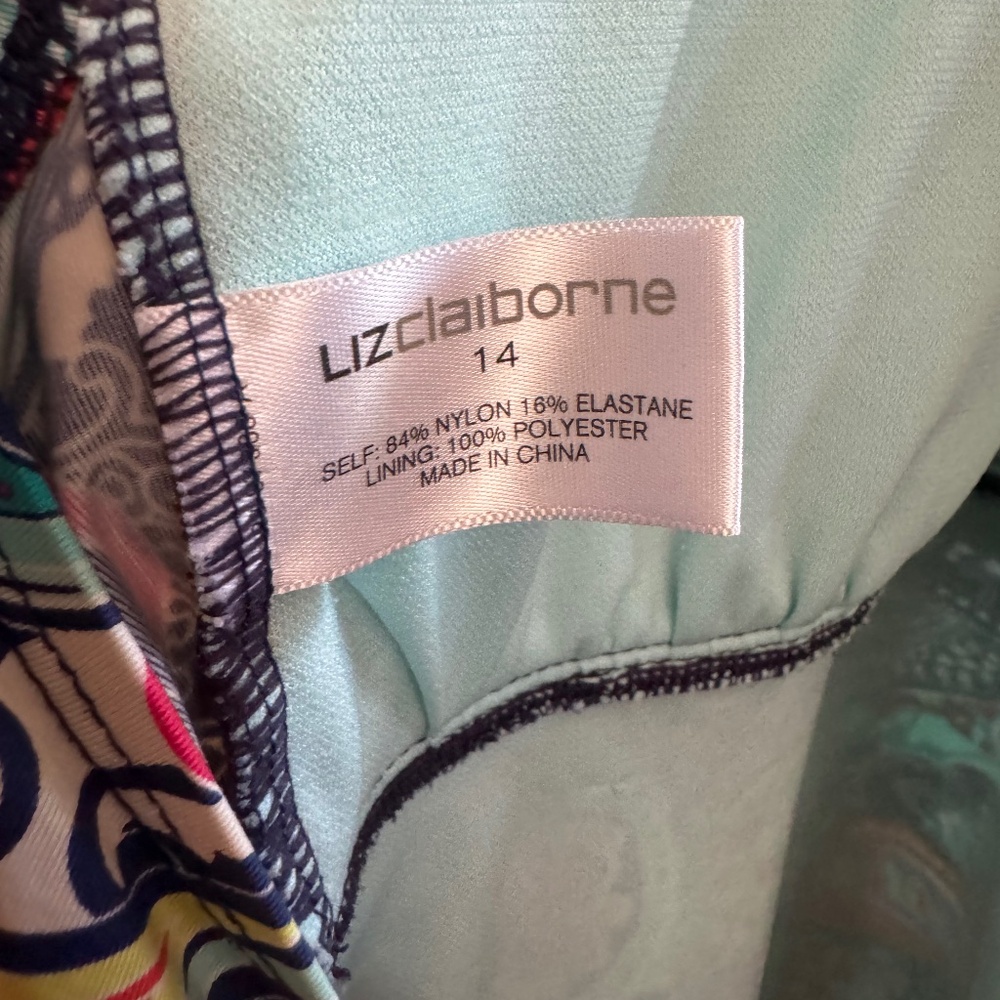 LIZclaiborne
14
SELF: 84% NYLON 16% ELASTANE
LINING: 100% POLYESTER
MADE IN CHINA